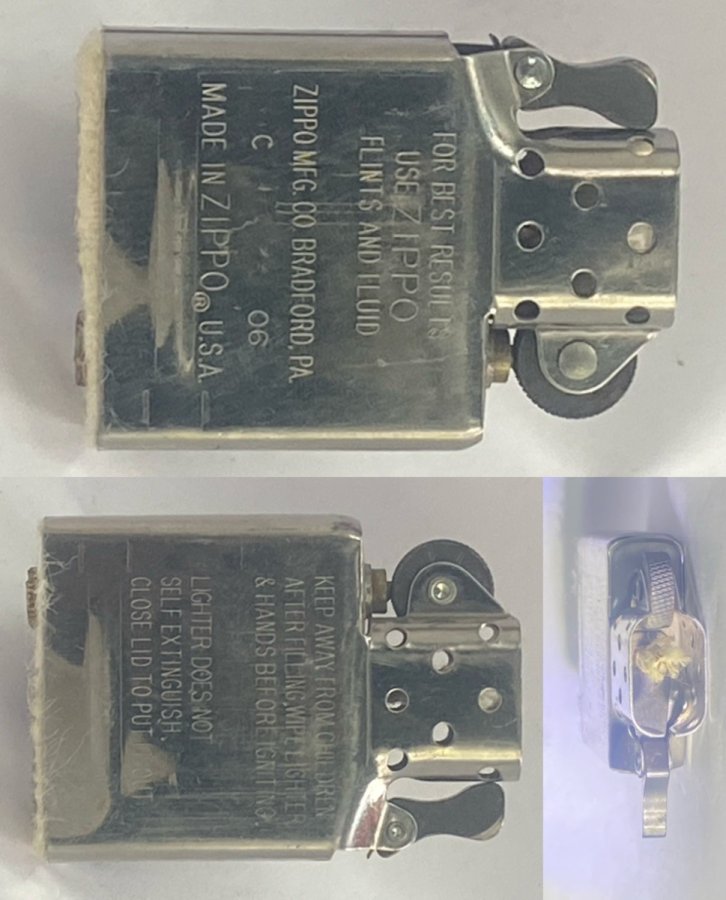 FOR BEST RESULTS
USE ZIPPO
FLINTS AND FLUID
ZIPPO MFG. CO. BRADFORD, PA.
C 06
MADE IN ZIPPO® U.S.A.
KEEP AWAY FROM CHILDREN
AFTER FILLING, WIPE LIGHTER
& HANDS BEFORE IGNITING.
LIGHTER DOES NOT
SELF EXTINGUISH.
CLOSE LID TO PUT
OUT